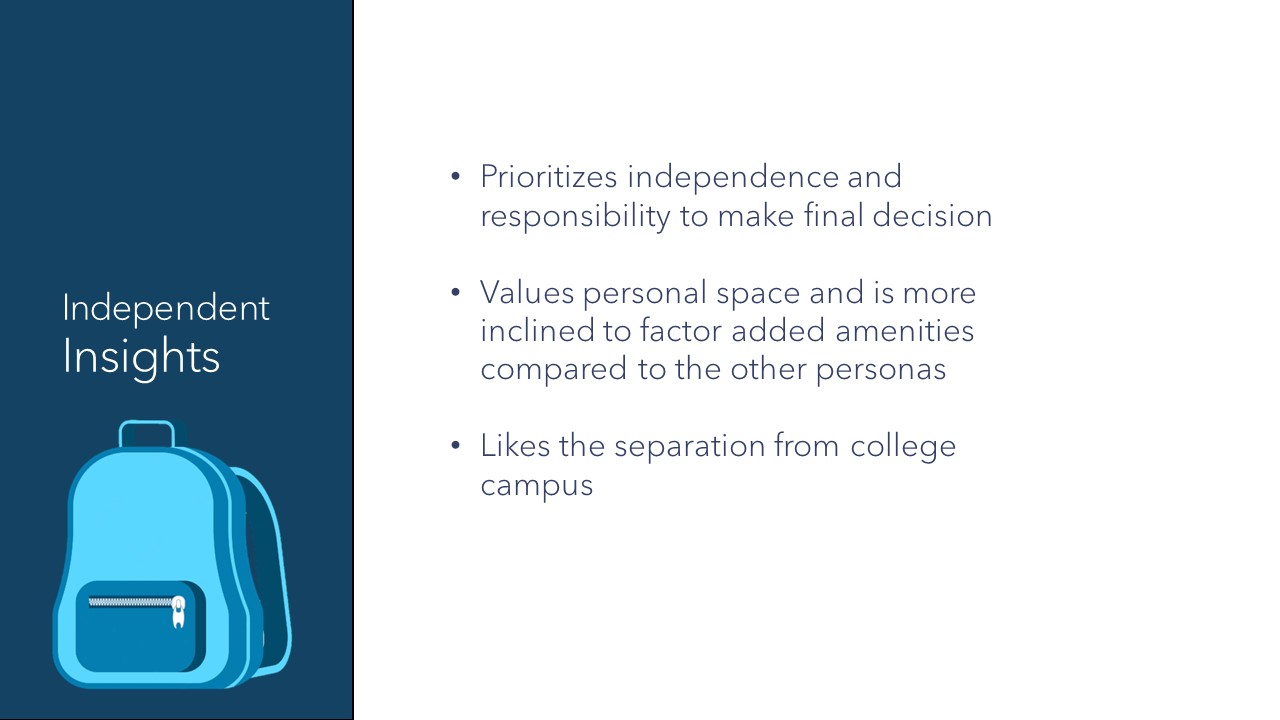 Independent
Insights
• Prioritizes independence and
responsibility to make final decision
• Values personal space and is more
inclined to factor added amenities
compared to the other personas
• Likes the separation from college
campus